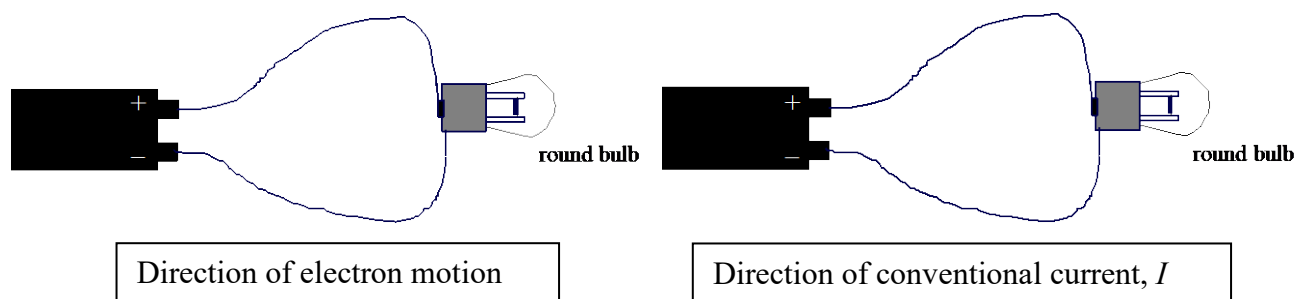 +
−
round bulb
Direction of electron motion
+
−
round bulb
Direction of conventional current, I